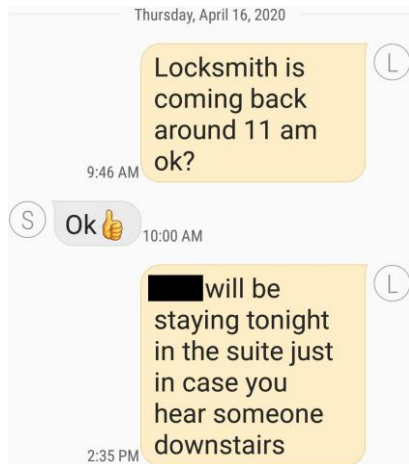 Thursday, April 16, 2020
L
Locksmith is
coming back
around 11 am
ok?
9:46 AM
S
Ok👍
10:00 AM
L
will be
staying tonight
in the suite just
in case you
hear someone
downstairs
2:35 PM